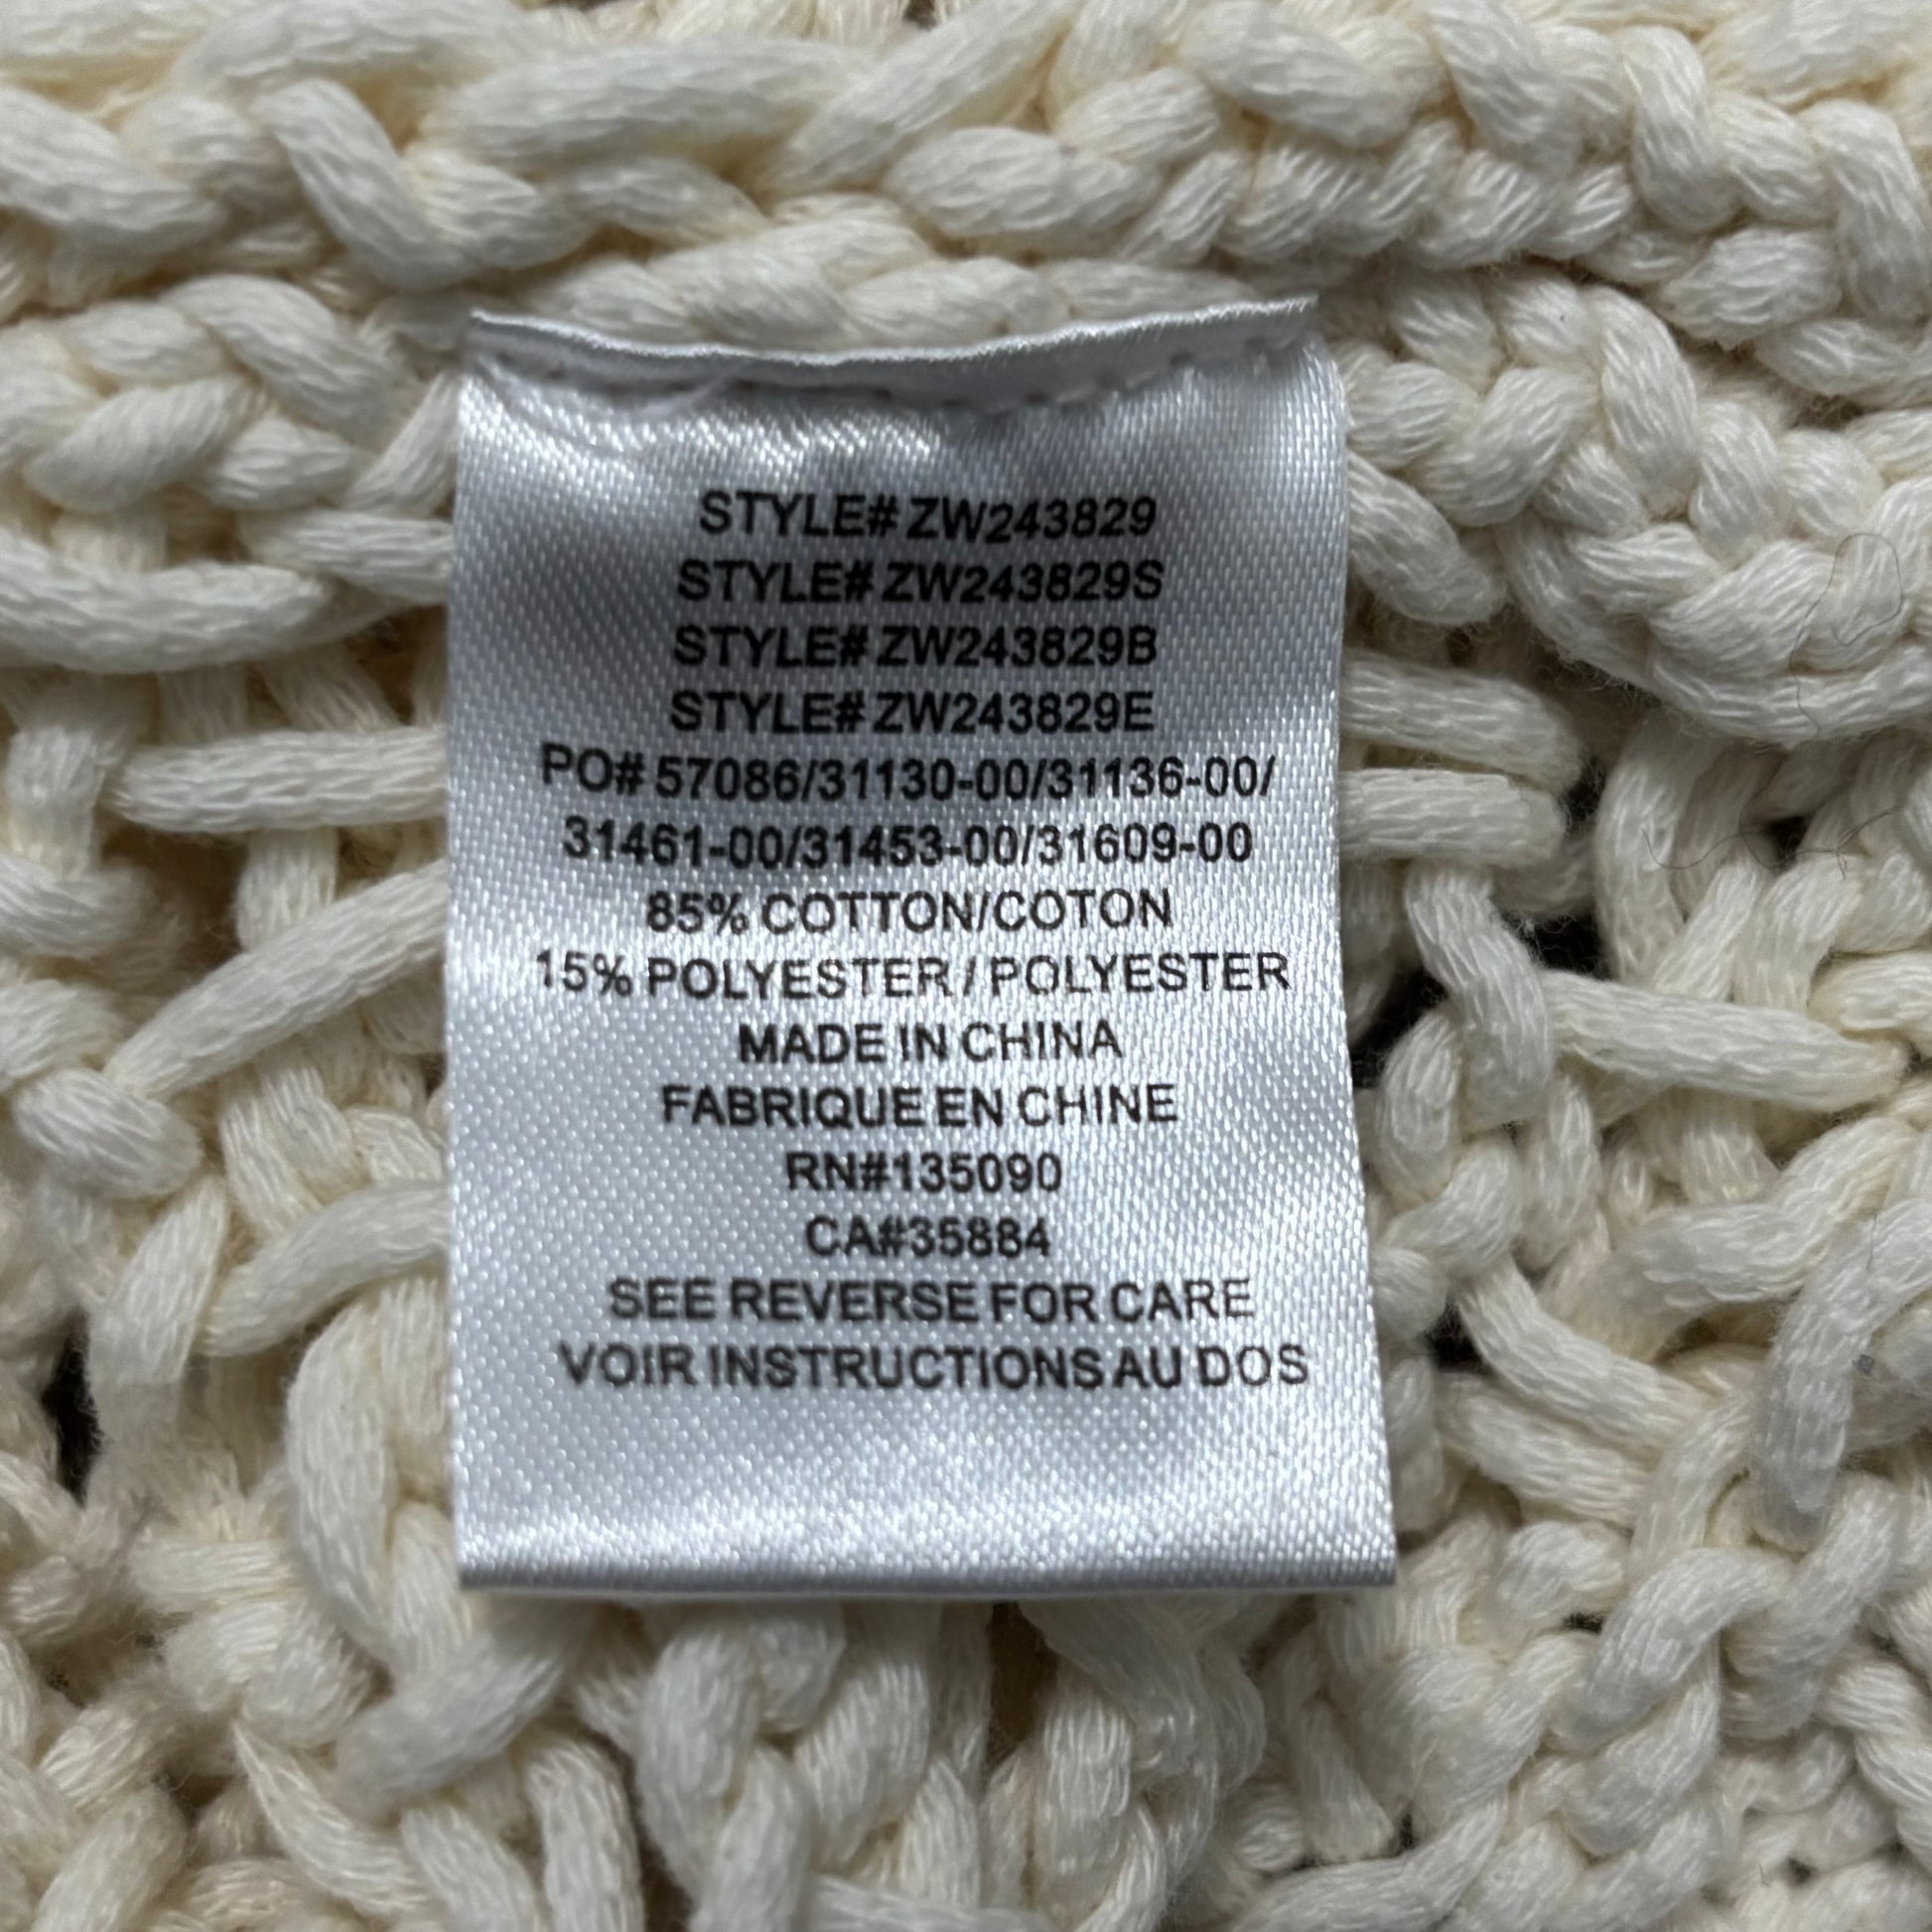 STYLE# ZW243829
STYLE# ZW243829S
STYLE# ZW243829B
STYLE# ZW243829E
PO# 57086/31130-00/31136-00/
31461-00/31453-00/31609-00
85% COTTON/COTON
15% POLYESTER / POLYESTER
MADE IN CHINA
FABRIQUE EN CHINE
RN#135090
CA#35884
SEE REVERSE FOR CARE
VOIR INSTRUCTIONS AU DOS